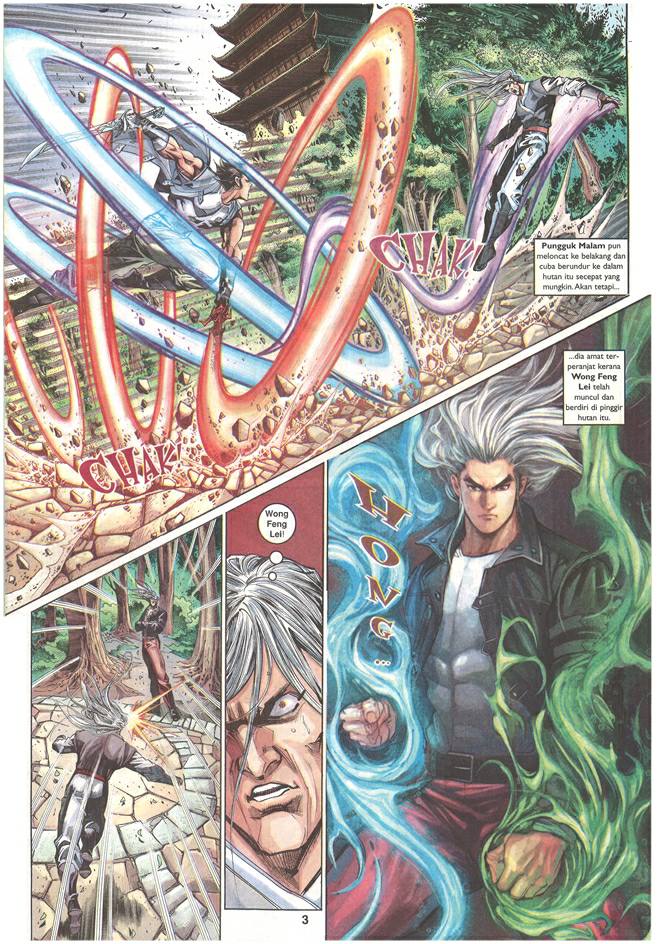 CHAK!
Pungguk Malam pun
meloncat ke belakang dan
cuba berundur ke dalam
hutan itu secepat yang
mungkin. Akan tetapi...
CHAK!
...dia amat ter-
peranjat kerana
Wong Feng
Lei telah
muncul dan
berdiri di pinggir
hutan itu.
Wong
Feng
Lei!
HONG...
3